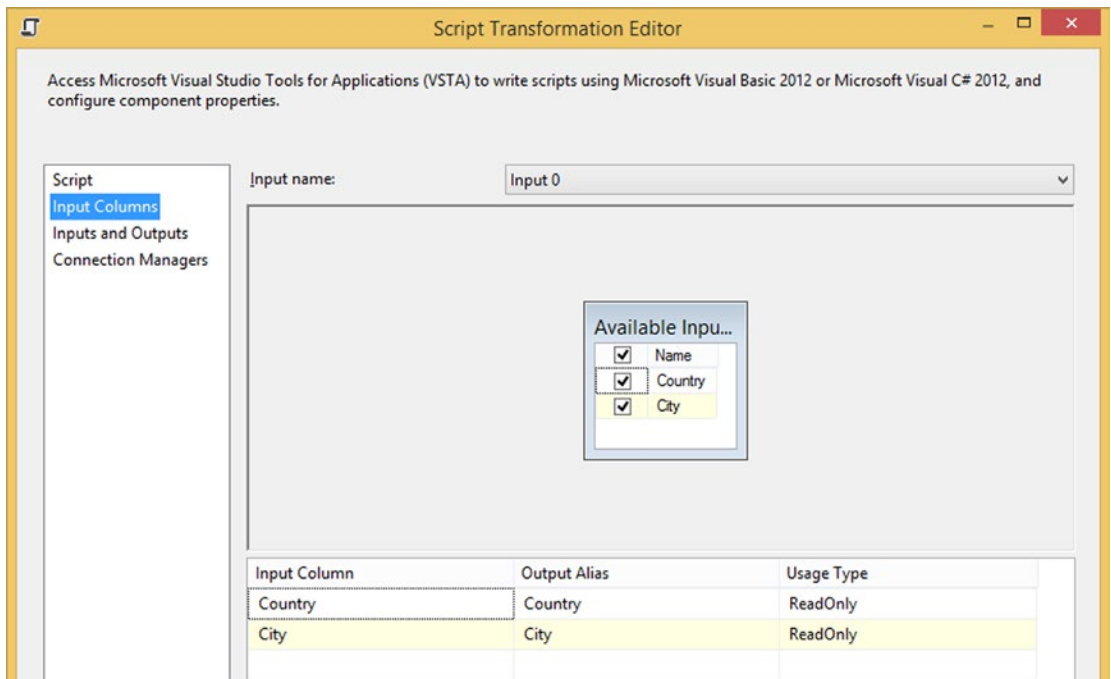 Script Transformation Editor
Access Microsoft Visual Studio Tools for Applications (VSTA) to write scripts using Microsoft Visual Basic 2012 or Microsoft Visual C# 2012, and
configure component properties.
Script
Input Columns
Inputs and Outputs
Connection Managers
Input name:
Input 0
Available Inpu...
Name
Country
City
Input Column Output Alias Usage Type
Country Country ReadOnly
City City ReadOnly